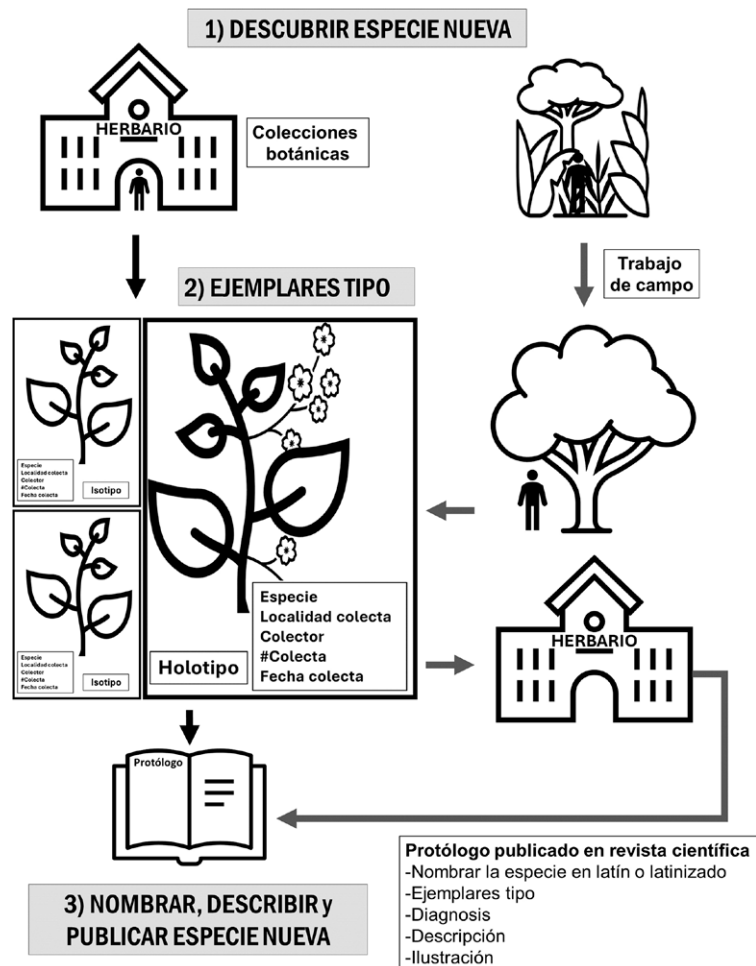 1) DESCUBRIR ESPECIE NUEVA
HERBARIO
Colecciones
botánicas
Trabajo
de campo
2) EJEMPLARES TIPO
Especie
Localidad colecta
Colector
#Colecta
Fecha colecta
Isotipo
Especie
Localidad colecta
Colector
#Colecta
Fecha colecta
Isotipo
Holotipo
Especie
Localidad colecta
Colector
#Colecta
Fecha colecta
HERBARIO
Protólogo
3) NOMBRAR, DESCRIBIR y
PUBLICAR ESPECIE NUEVA
Protólogo publicado en revista científica
-Nombrar la especie en latín o latinizado
-Ejemplares tipo
-Diagnosis
-Descripción
-Ilustración